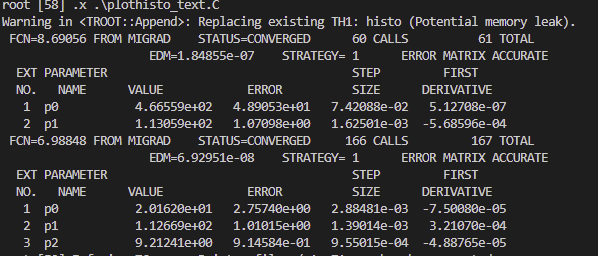 root [58] .x .\plothisto_text.C
Warning in <TROOT::Append>: Replacing existing TH1: histo (Potential memory leak).
FCN=8.69056 FROM MIGRAD STATUS=CONVERGED 60 CALLS 61 TOTAL
EDM=1.84855e-07 STRATEGY= 1 ERROR MATRIX ACCURATE
EXT PARAMETER STEP FIRST
NO. NAME VALUE ERROR SIZE DERIVATIVE
1 p0 4.66559e+02 4.89053e+01 7.42088e-02 5.12708e-07
2 p1 1.13059e+02 1.07098e+00 1.62501e-03 -5.68596e-04
FCN=6.98848 FROM MIGRAD STATUS=CONVERGED 166 CALLS 167 TOTAL
EDM=6.92951e-08 STRATEGY= 1 ERROR MATRIX ACCURATE
EXT PARAMETER STEP FIRST
NO. NAME VALUE ERROR SIZE DERIVATIVE
1 p0 2.01620e+01 2.75740e+00 2.88481e-03 -7.50080e-05
2 p1 1.12669e+02 1.01015e+00 1.39014e-03 3.21070e-04
3 p2 9.21241e+00 9.14584e-01 9.55015e-04 -4.88765e-05